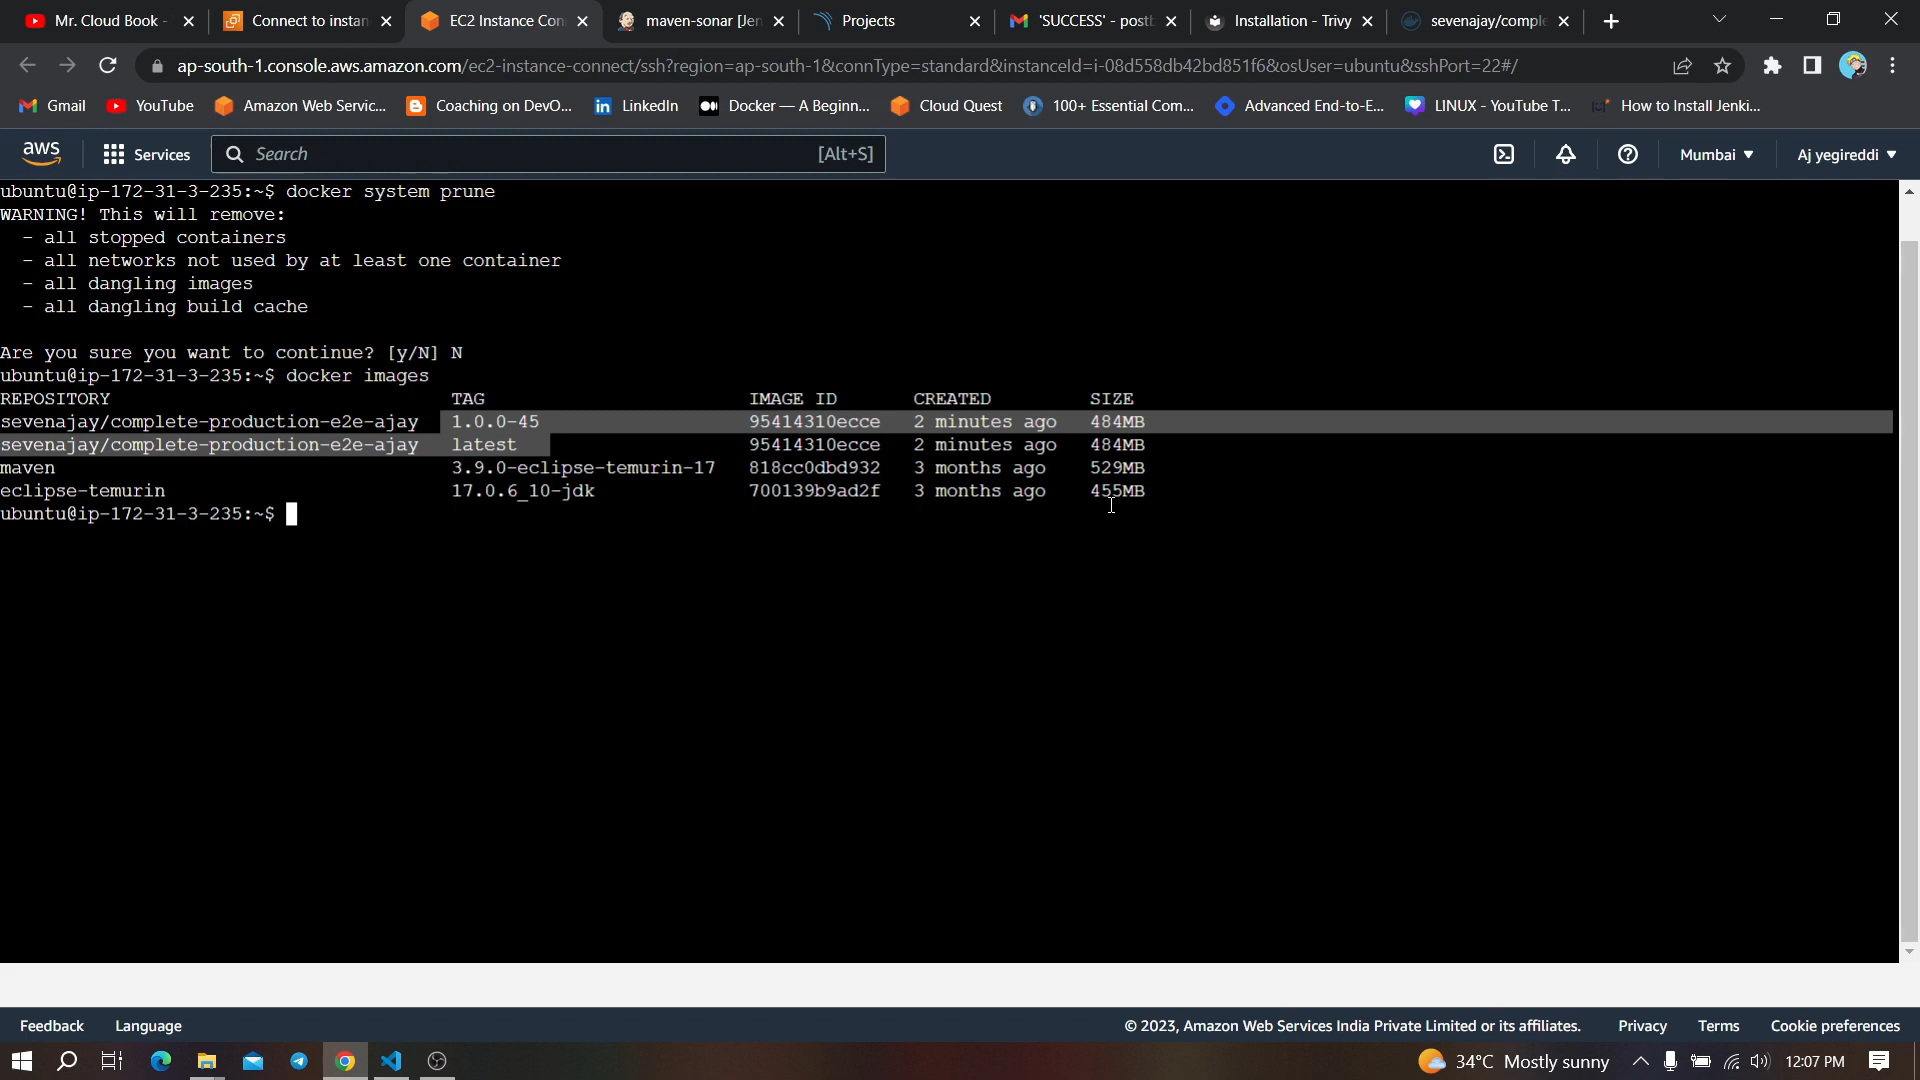 Mr. Cloud Book -
Connect to instan
EC2 Instance Con
maven-sonar [Jen
Projects
'SUCCESS' - postb
Installation - Trivy
sevenajay/comple
ap-south-1.console.aws.amazon.com/ec2-instance-connect/ssh?region=ap-south-1&connType=standard&instanceId=i-08d558db42bd851f6&osUser=ubuntu&sshPort=22#/
Gmail
YouTube
Amazon Web Servic...
Coaching on DevO...
LinkedIn
Docker — A Beginn...
Cloud Quest
100+ Essential Com...
Advanced End-to-E...
LINUX - YouTube T...
How to Install Jenki...
aws
Services
Search
[Alt+S]
Mumbai
Aj yegireddi
ubuntu@ip-172-31-3-235:~$ docker system prune
WARNING! This will remove:
- all stopped containers
- all networks not used by at least one container
- all dangling images
- all dangling build cache
Are you sure you want to continue? [y/N] N
ubuntu@ip-172-31-3-235:~$ docker images
REPOSITORY TAG IMAGE ID CREATED SIZE
sevenajay/complete-production-e2e-ajay 1.0.0-45 95414310ecce 2 minutes ago 484MB
sevenajay/complete-production-e2e-ajay latest 95414310ecce 2 minutes ago 484MB
maven 3.9.0-eclipse-temurin-17 818cc0dbd932 3 months ago 529MB
eclipse-temurin 17.0.6_10-jdk 700139b9ad2f 3 months ago 455MB
ubuntu@ip-172-31-3-235:~$
Feedback
Language
© 2023, Amazon Web Services India Private Limited or its affiliates.
Privacy
Terms
Cookie preferences
34°C Mostly sunny
12:07 PM